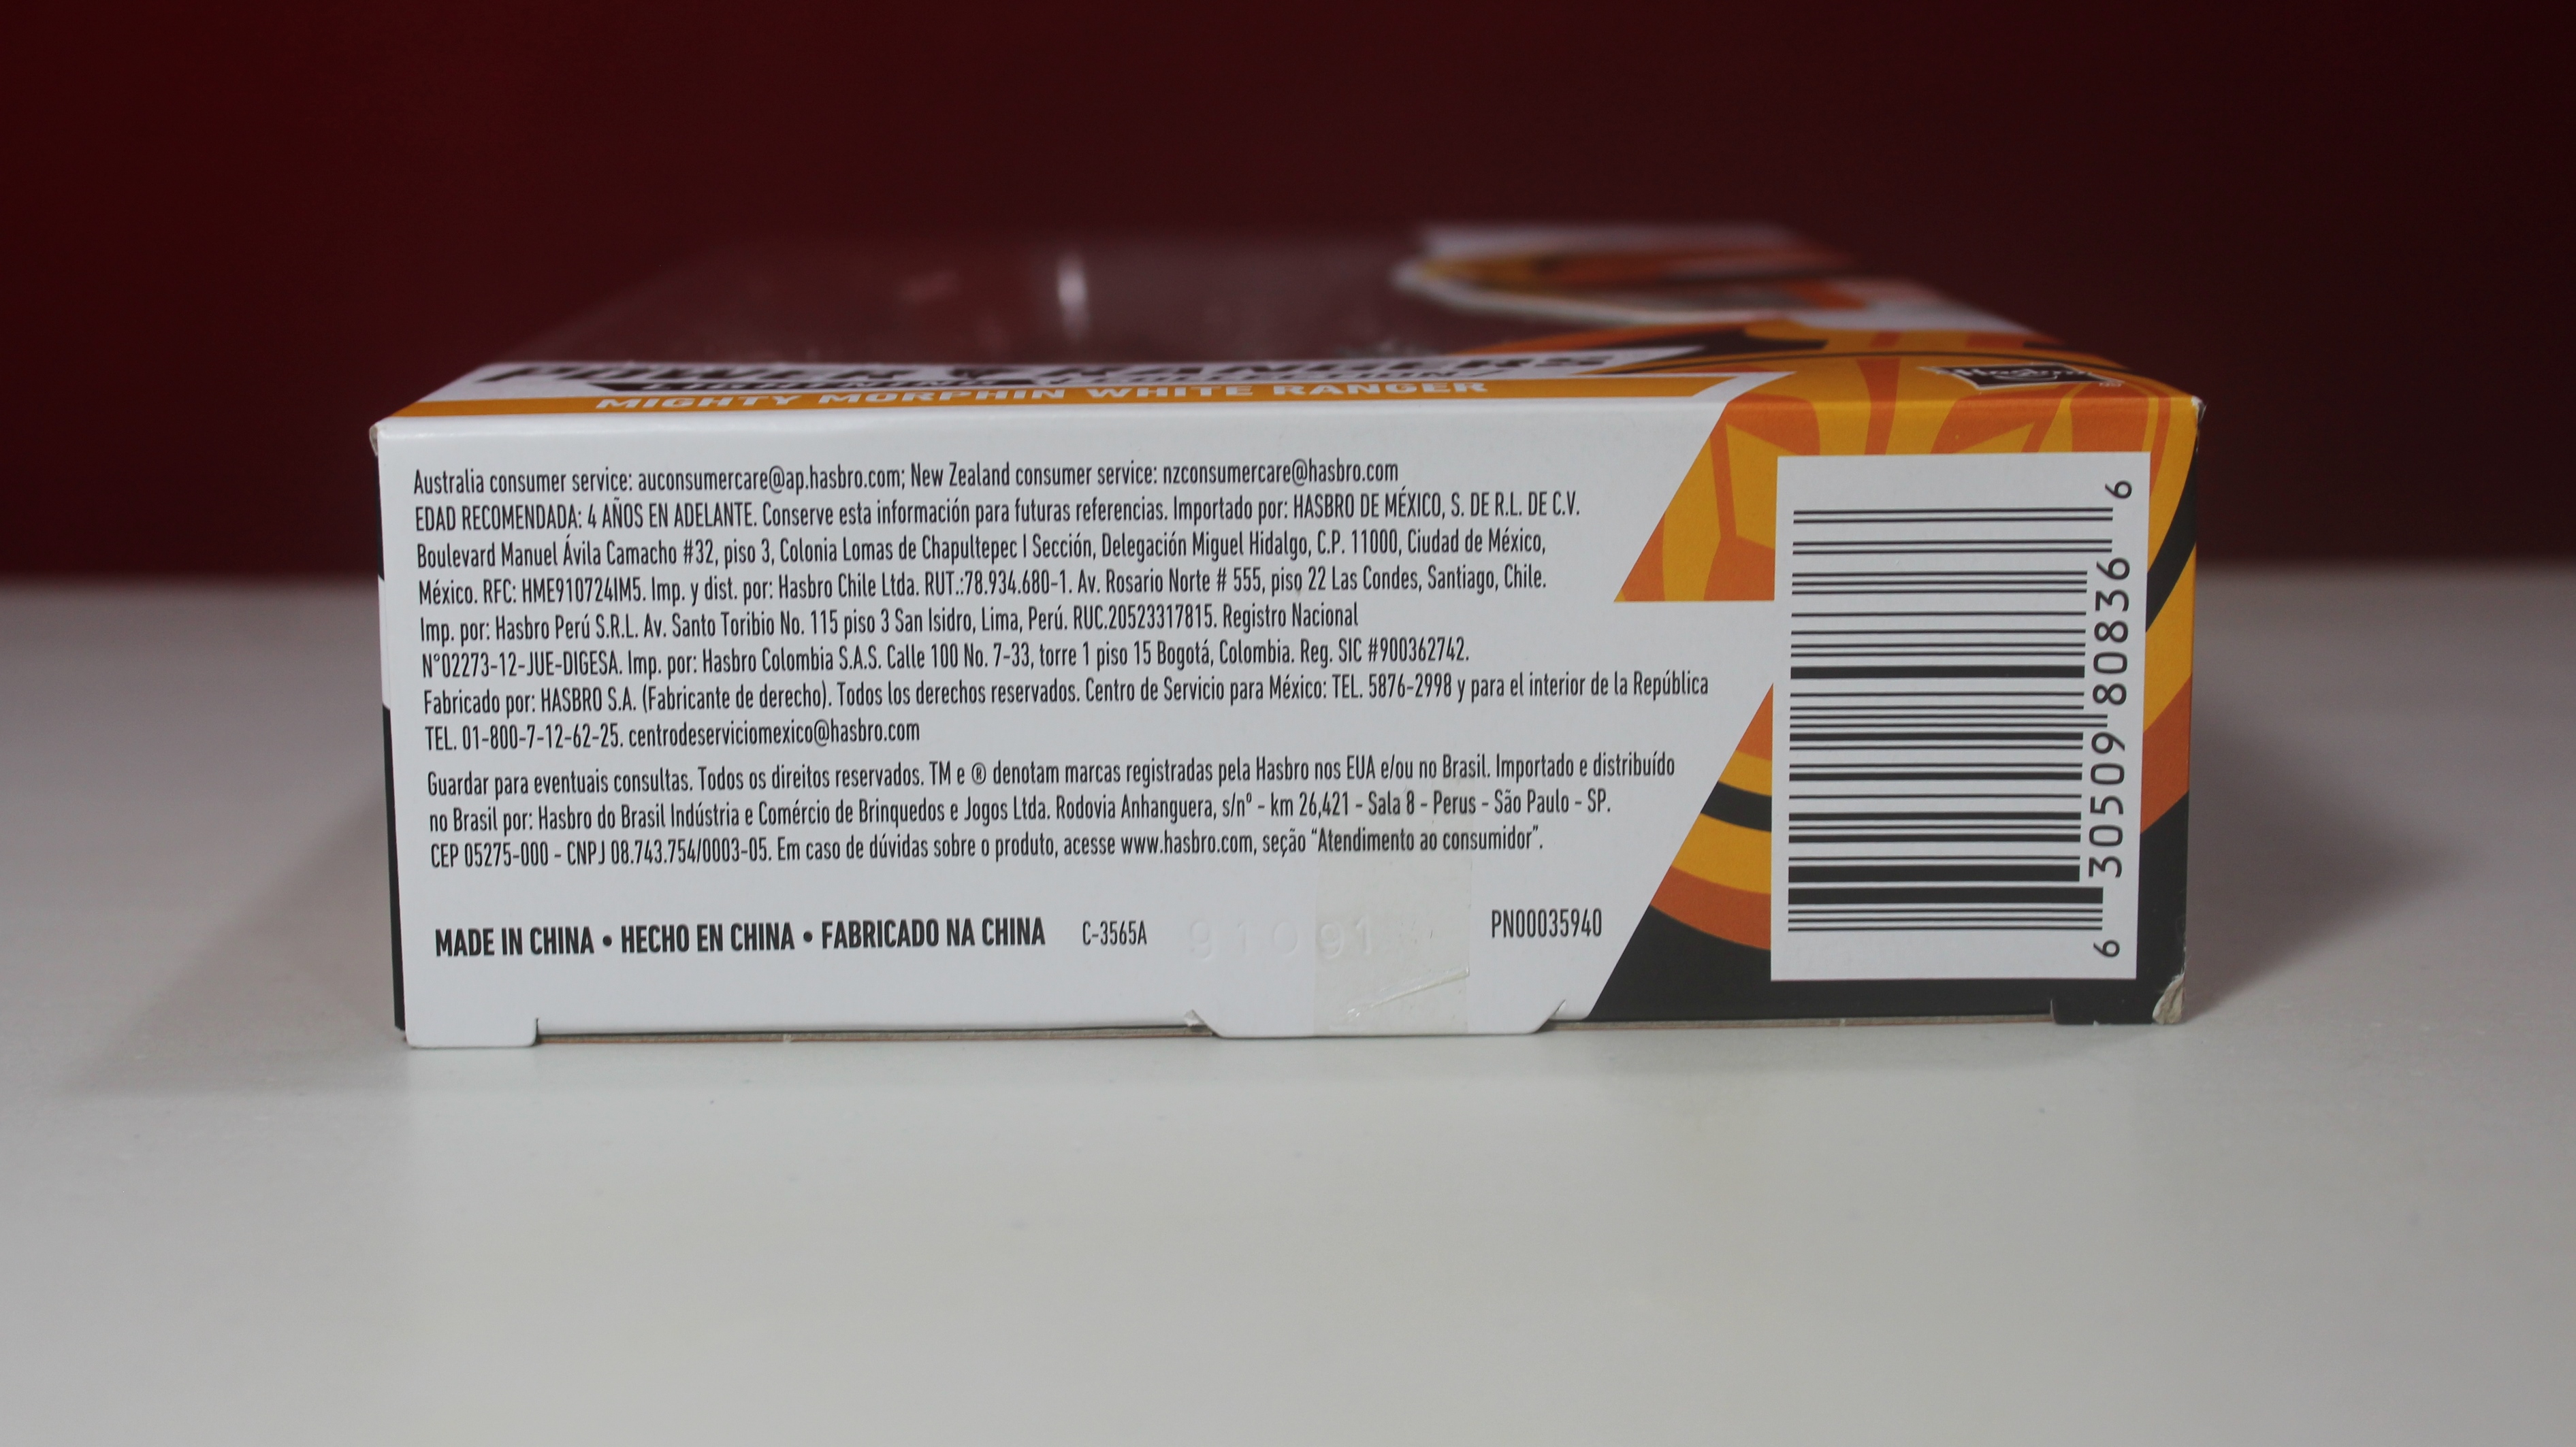 POWER RANGERS
LIGHTNING COLLECTION
MIGHTY MORPHIN WHITE RANGER
Hasbro
Australia consumer service: auconsumercare@ap.hasbro.com; New Zealand consumer service: nzconsumercare@hasbro.com
EDAD RECOMENDADA: 4 AÑOS EN ADELANTE. Conserve esta información para futuras referencias. Importado por: HASBRO DE MÉXICO, S. DE R.L. DE C.V.
Boulevard Manuel Ávila Camacho #32, piso 3, Colonia Lomas de Chapultepec I Sección, Delegación Miguel Hidalgo, C.P. 11000, Ciudad de México,
México. RFC: HME910724IM5. Imp. y dist. por: Hasbro Chile Ltda. RUT.:78.934.680-1. Av. Rosario Norte # 555, piso 22 Las Condes, Santiago, Chile.
Imp. por: Hasbro Perú S.R.L. Av. Santo Toribio No. 115 piso 3 San Isidro, Lima, Perú. RUC.20523317815. Registro Nacional
N°02273-12-JUE-DIGESA. Imp. por: Hasbro Colombia S.A.S. Calle 100 No. 7-33, torre 1 piso 15 Bogotá, Colombia. Reg. SIC #900362742.
Fabricado por: HASBRO S.A. (Fabricante de derecho). Todos los derechos reservados. Centro de Servicio para México: TEL. 5876-2998 y para el interior de la República
TEL. 01-800-7-12-62-25. centrodeserviciomexico@hasbro.com
Guardar para eventuais consultas. Todos os direitos reservados. TM e ® denotam marcas registradas pela Hasbro nos EUA e/ou no Brasil. Importado e distribuído
no Brasil por: Hasbro do Brasil Indústria e Comércio de Brinquedos e Jogos Ltda. Rodovia Anhanguera, s/nº - km 26,421 - Sala 8 - Perus - São Paulo - SP.
CEP 05275-000 - CNPJ 08.743.754/0003-05. Em caso de dúvidas sobre o produto, acesse www.hasbro.com, seção “Atendimento ao consumidor”.
MADE IN CHINA • HECHO EN CHINA • FABRICADO NA CHINA C-3565A 91091 PN00035940
6 30509 80836 6